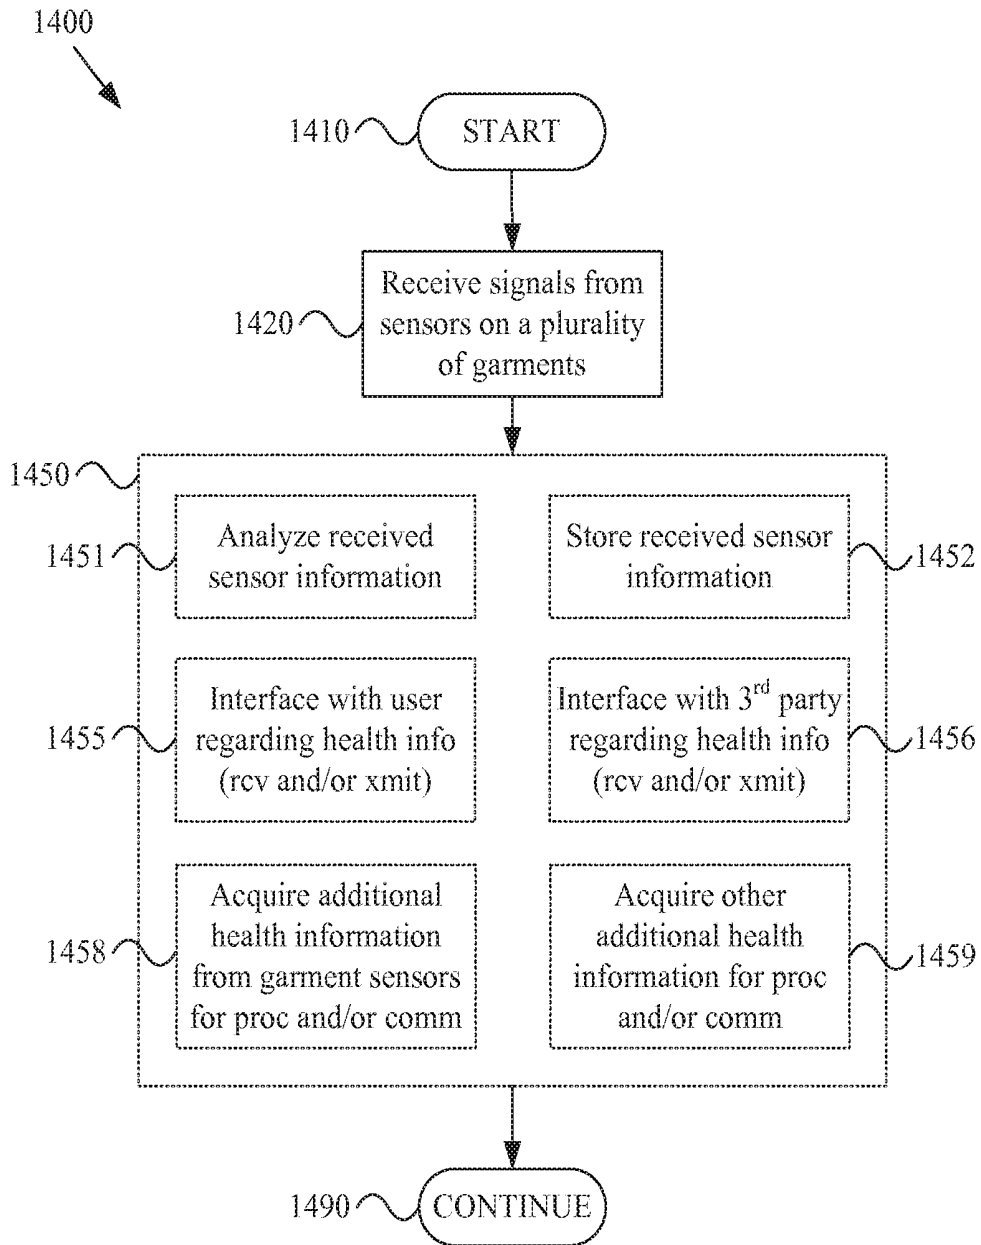 1400
1410
START
Receive signals from
1420
sensors on a plurality
of garments
1450
Analyze received
1451
sensor information
Store received sensor
1452
information
Interface with user
1455
regarding health info
(rcv and/or xmit)
Interface with 3rd party
regarding health info
1456
(rcv and/or xmit)
Acquire additional
health information
1458
from garment sensors
for proc and/or comm
Acquire other
additional health
1459
information for proc
and/or comm
1490
CONTINUE